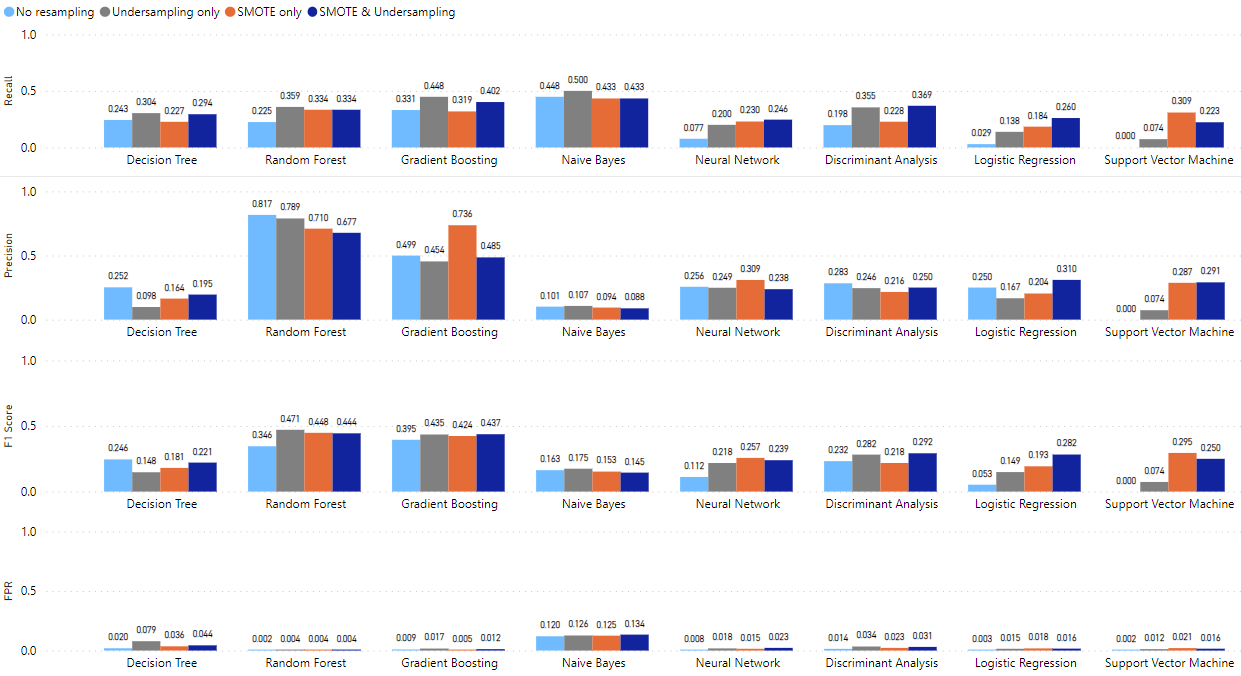 No resampling Undersampling only SMOTE only SMOTE & Undersampling
Recall
1.0
0.5
0.0
0.243 0.304 0.227 0.294
0.225 0.359 0.334 0.334
0.331 0.448 0.319 0.402
0.448 0.500 0.433 0.433
0.077 0.200 0.230 0.246
0.198 0.355 0.228 0.369
0.029 0.138 0.184 0.260
0.000 0.074 0.309 0.223
Decision Tree Random Forest Gradient Boosting Naive Bayes Neural Network Discriminant Analysis Logistic Regression Support Vector Machine
Precision
1.0
0.5
0.0
0.252 0.098 0.164 0.195
0.817 0.789 0.710 0.677
0.499 0.454 0.736 0.485
0.101 0.107 0.094 0.088
0.256 0.249 0.309 0.238
0.283 0.246 0.216 0.250
0.250 0.167 0.204 0.310
0.000 0.074 0.287 0.291
Decision Tree Random Forest Gradient Boosting Naive Bayes Neural Network Discriminant Analysis Logistic Regression Support Vector Machine
F1 Score
1.0
0.5
0.0
0.246 0.148 0.181 0.221
0.346 0.471 0.448 0.444
0.395 0.435 0.424 0.437
0.163 0.175 0.153 0.145
0.112 0.218 0.257 0.239
0.232 0.282 0.218 0.292
0.053 0.149 0.193 0.282
0.000 0.074 0.295 0.250
Decision Tree Random Forest Gradient Boosting Naive Bayes Neural Network Discriminant Analysis Logistic Regression Support Vector Machine
FPR
1.0
0.5
0.0
0.020 0.079 0.036 0.044
0.002 0.004 0.004 0.004
0.009 0.017 0.005 0.012
0.120 0.126 0.125 0.134
0.008 0.018 0.015 0.023
0.014 0.034 0.023 0.031
0.003 0.015 0.018 0.016
0.002 0.012 0.021 0.016
Decision Tree Random Forest Gradient Boosting Naive Bayes Neural Network Discriminant Analysis Logistic Regression Support Vector Machine